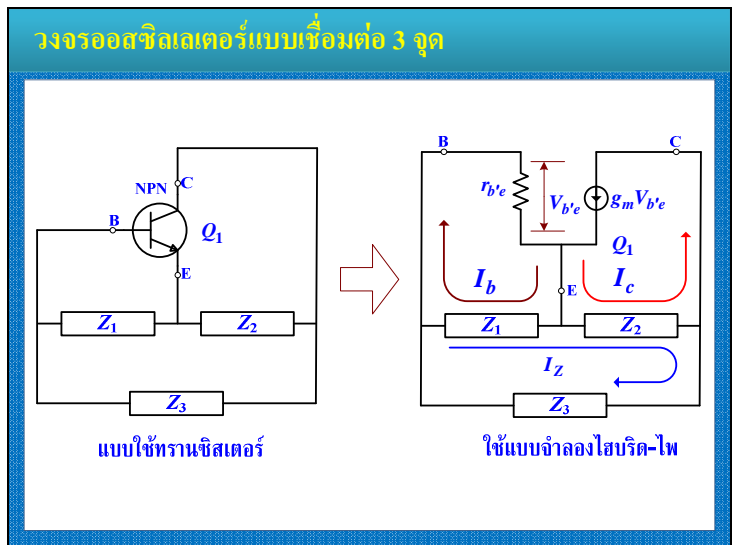 วงจรออสซิลเลเตอร์แบบเชื่อมต่อ 3 จุด
NPN
C
B
Q1
E
Z1
Z2
Z3
แบบใช้ทรานซิสเตอร์
B
C
rb'e
Vb'e
gmVb'e
Q1
Ib
Ic
E
Z1
Z2
IZ
Z3
ใช้แบบจำลองไฮบริด-ไพ